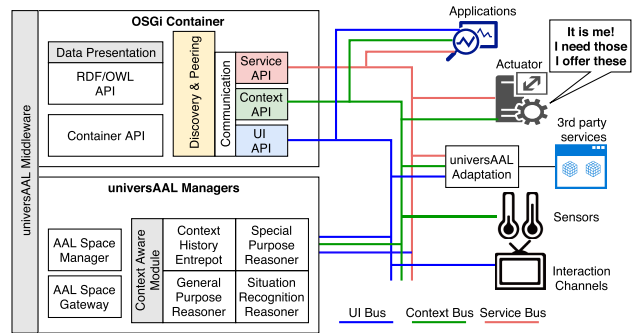 universAAL Middleware
OSGi Container
Data Presentation
RDF/OWL
API
Container API
Discovery & Peering
Communication
Service
API
Context
API
UI
API
universAAL Managers
AAL Space
Manager
AAL Space
Gateway
Context Aware
Module
Context
History
Entrepot
Special
Purpose
Reasoner
General
Purpose
Reasoner
Situation
Recognition
Reasoner
Applications
Actuator
It is me!
I need those
I offer these
3rd party
services
universAAL
Adaptation
Sensors
Interaction
Channels
UI Bus
Context Bus
Service Bus